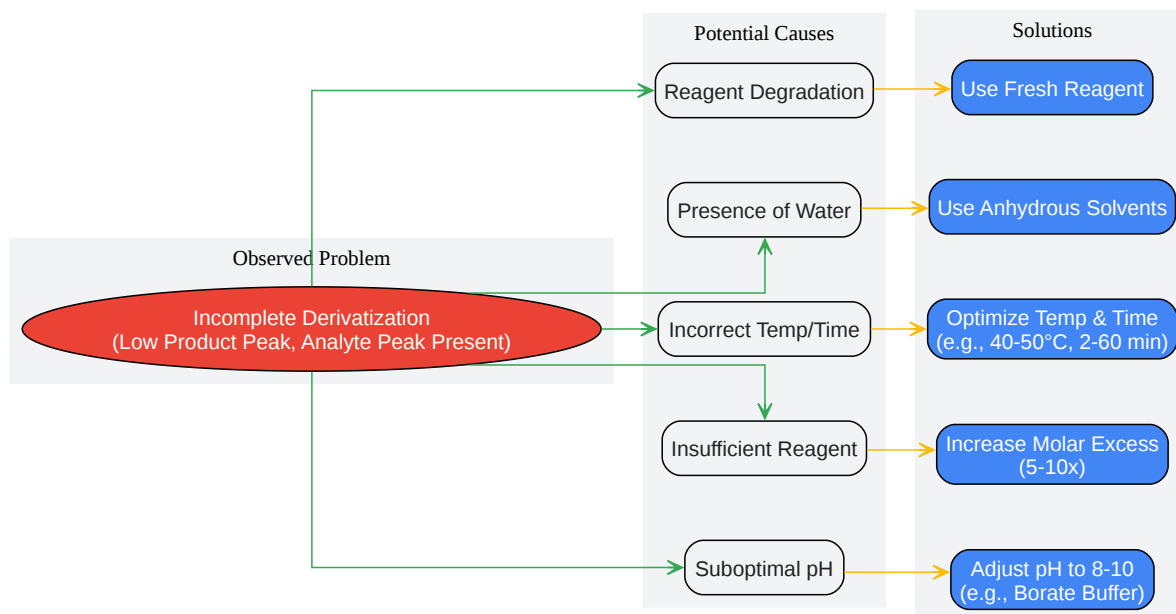 Observed Problem
Incomplete Derivatization
(Low Product Peak, Analyte Peak Present)
Potential Causes
Reagent Degradation
Presence of Water
Incorrect Temp/Time
Insufficient Reagent
Suboptimal pH
Solutions
Use Fresh Reagent
Use Anhydrous Solvents
Optimize Temp & Time
(e.g., 40-50°C, 2-60 min)
Increase Molar Excess
(5-10x)
Adjust pH to 8-10
(e.g., Borate Buffer)